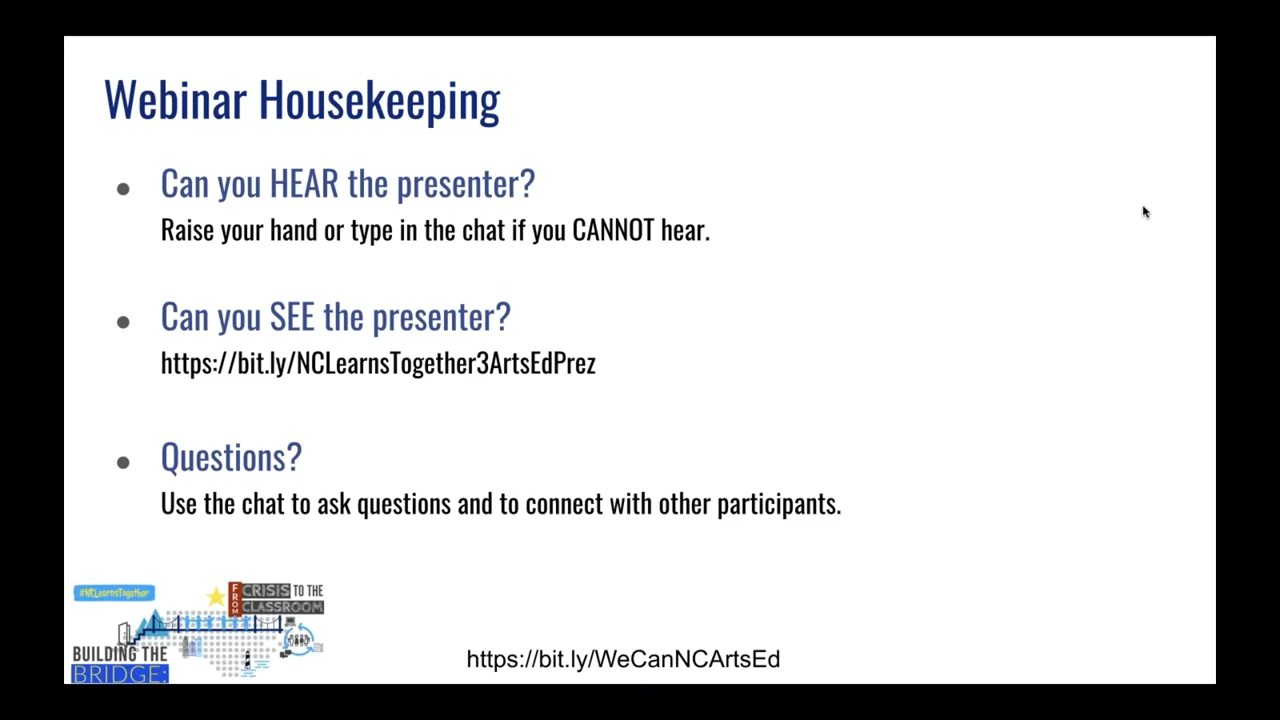 Webinar Housekeeping
● Can you HEAR the presenter?
Raise your hand or type in the chat if you CANNOT hear.
● Can you SEE the presenter?
https://bit.ly/NCLearnsTogether3ArtsEdPrez
● Questions?
Use the chat to ask questions and to connect with other participants.
#NCLearnsTogether
FROM CRISIS TO THE
CLASSROOM
BUILDING THE
BRIDGE:
https://bit.ly/WeCanNCArtsEd